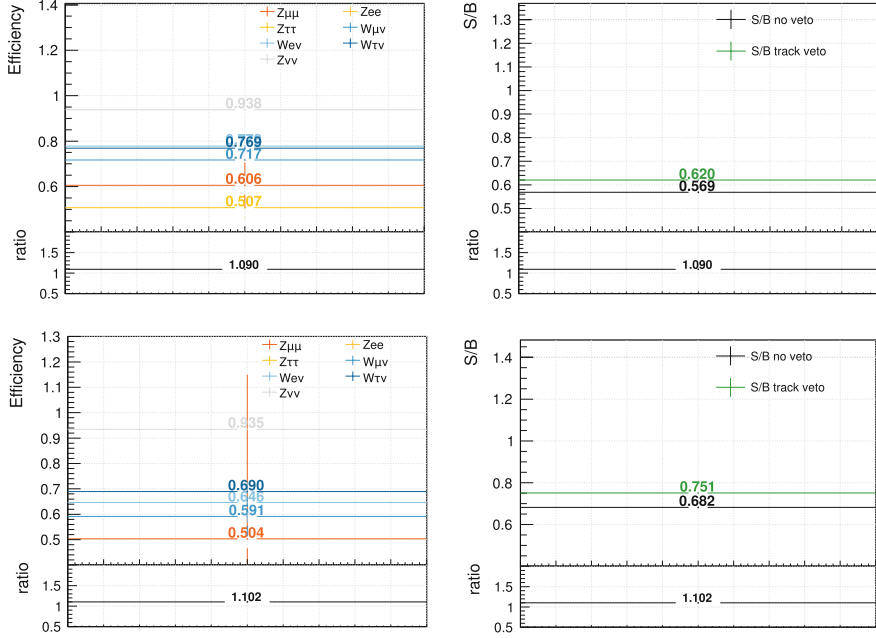 Efficiency
1.4
1
0.8
0.6
Zμμ
Zee
Zττ
Wμν
Weν
Wτν
Zνν
0.938
0.769
0.717
0.606
0.507
ratio
1.5
1
0.5
1.090
S/B
1.3
1.2
1.1
1
0.9
0.8
0.7
0.6
0.5
S/B no veto
S/B track veto
0.620
0.569
ratio
1.5
1
0.5
1.090
Efficiency
1.3
1.2
1.1
1
0.9
0.8
0.7
0.6
0.5
Zμμ
Zee
Zττ
Wμν
Weν
Wτν
Zνν
0.935
0.690
0.646
0.591
0.504
ratio
1.5
1
0.5
1.102
S/B
1.4
1.2
1
0.8
0.6
S/B no veto
S/B track veto
0.751
0.682
ratio
1.5
1
0.5
1.102